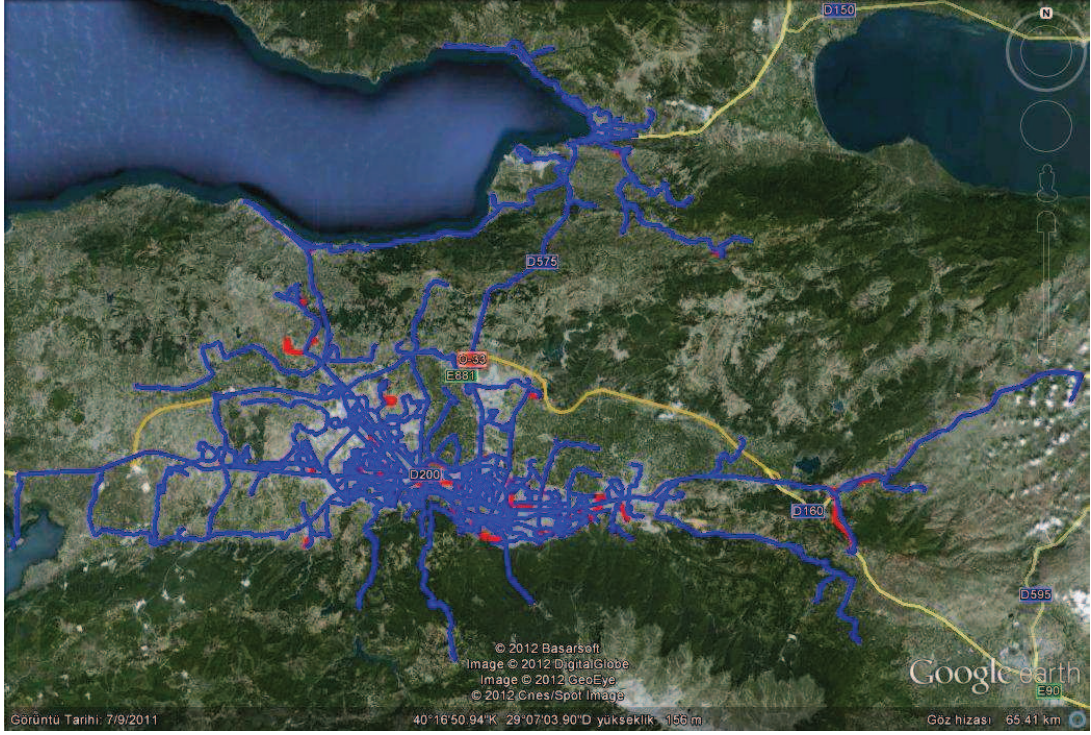 D150
N
D575
O-33
E881
D200
D160
D595
© 2012 Basarsoft
Image © 2012 DigitalGlobe
Image © 2012 GeoEye
© 2012 Cnes/Spot Image
Google earth
E90
Görüntü Tarihi: 7/9/2011
40°16'50.94"K 29°07'03.90"D yükseklik 156 m
Göz hizası 65.41 km